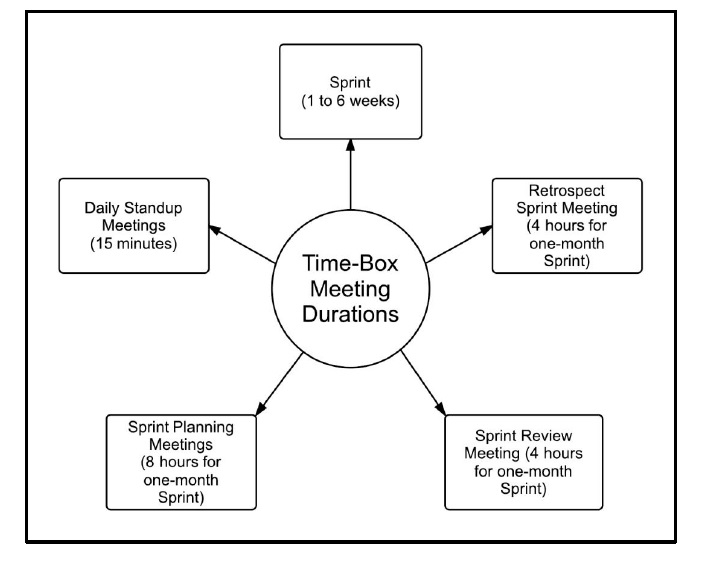 Sprint
(1 to 6 weeks)
Daily Standup
Meetings
(15 minutes)
Retrospect
Sprint Meeting
(4 hours for
one-month
Sprint)
Time-Box
Meeting
Durations
Sprint Planning
Meetings
(8 hours for
one-month
Sprint)
Sprint Review
Meeting (4 hours
for one-month
Sprint)